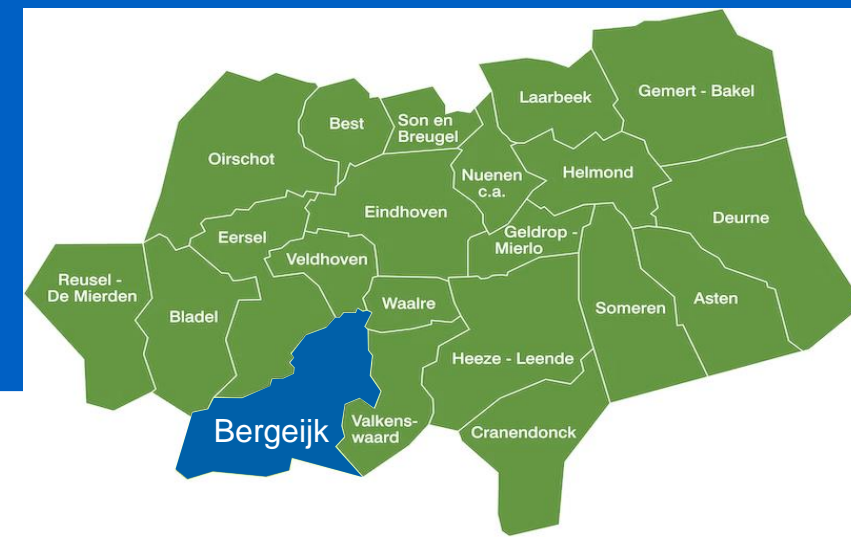 Gemert - Bakel
Laarbeek
Best
Son en
Breugel
Oirschot
Helmond
Nuenen
c.a.
Eindhoven
Deurne
Geldrop -
Mierlo
Eersel
Veldhoven
Reusel -
De Mierden
Waalre
Asten
Someren
Bladel
Heeze - Leende
Valkens-
waard
Bergeijk
Cranendonck